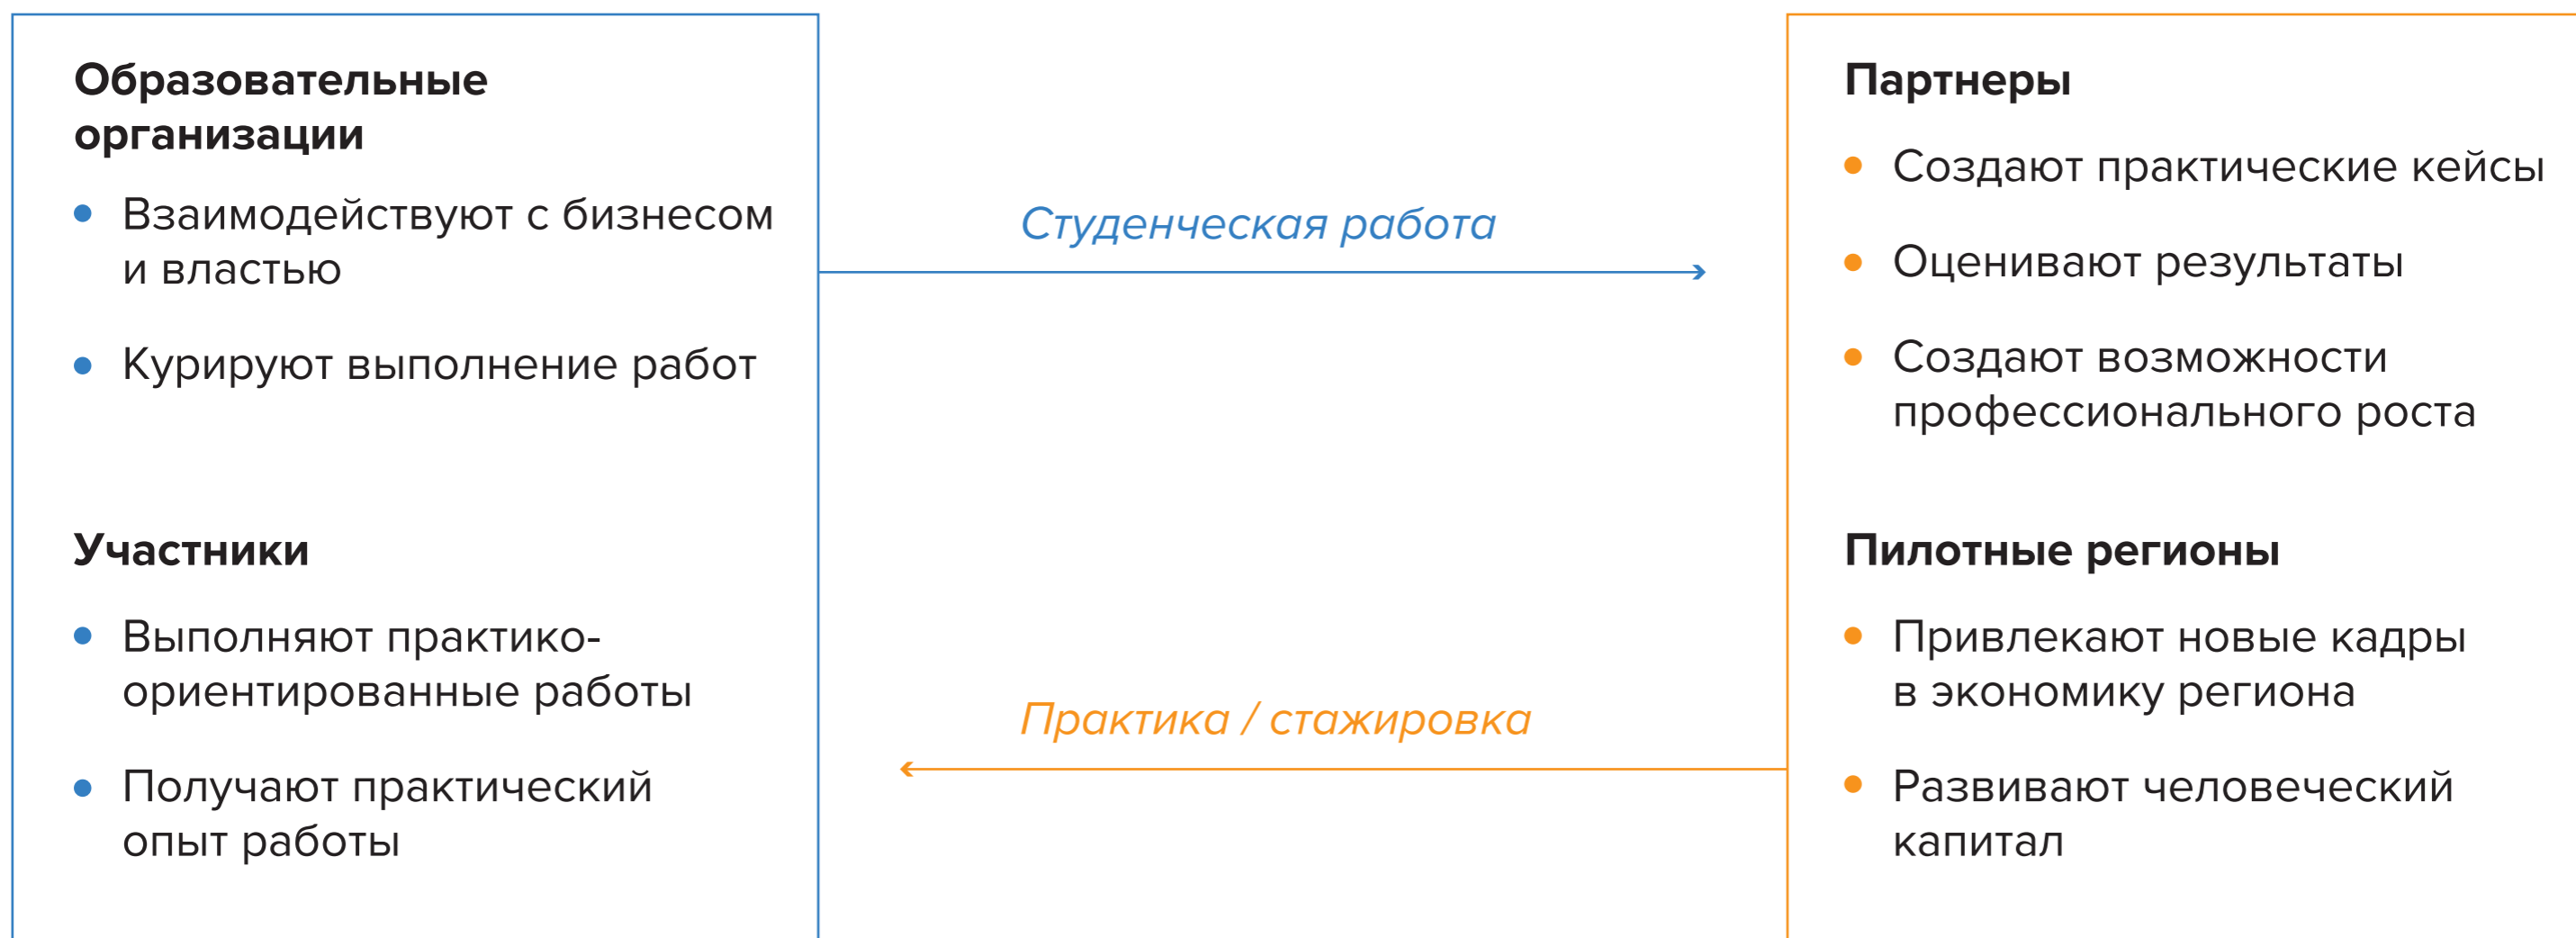 Образовательные
организации
Взаимодействуют с бизнесом
и властью
Курируют выполнение работ
Участники
Выполняют практико-
ориентированные работы
Получают практический
опыт работы
Студенческая работа
Практика / стажировка
Партнеры
Создают практические кейсы
Оценивают результаты
Создают возможности
профессионального роста
Пилотные регионы
Привлекают новые кадры
в экономику региона
Развивают человеческий
капитал